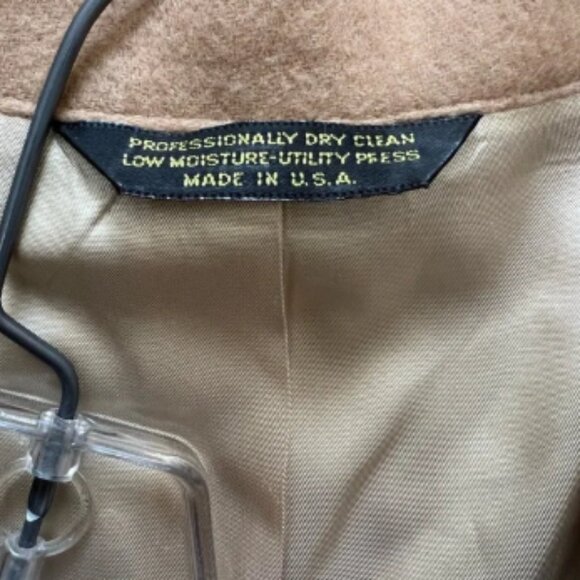 PROFESSIONALLY DRY CLEAN
LOW MOISTURE-UTILITY PRESS
MADE IN U.S.A.